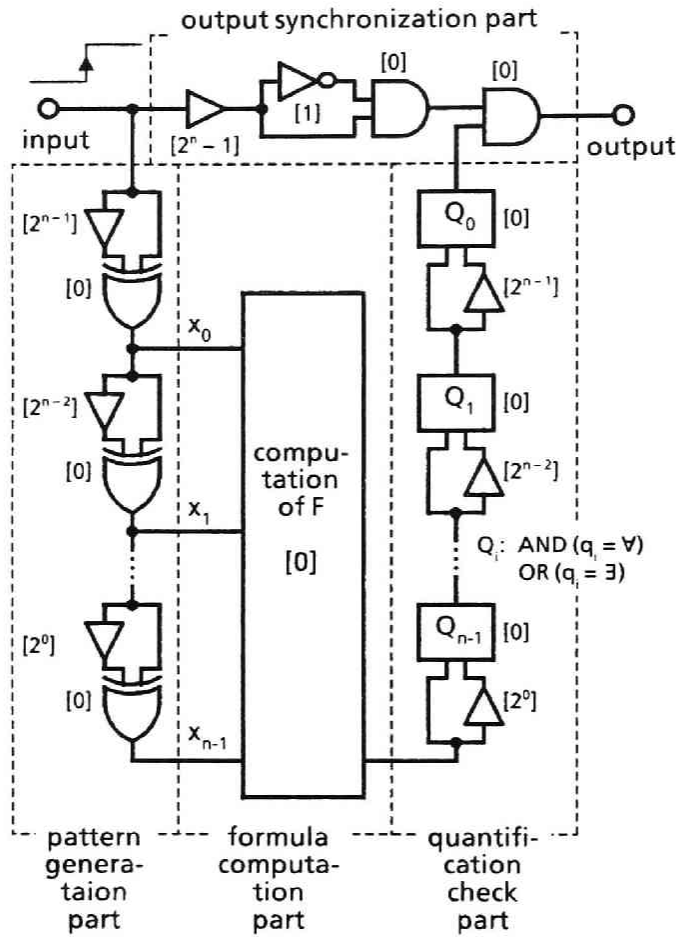 output synchronization part
[0]
[0]
[1]
[2ⁿ – 1]
input
output
[2ⁿ⁻¹]
[0]
x₀
[2ⁿ⁻²]
[0]
x₁
[2⁰]
[0]
xₙ₋₁
compu-
tation
of F
[0]
Q₀ [0]
[2ⁿ⁻¹]
Q₁ [0]
[2ⁿ⁻²]
Qᵢ: AND (qᵢ = ∀)
OR (qᵢ = ∃)
Qₙ₋₁ [0]
[2⁰]
pattern
genera-
taion
part
formula
computa-
tion
part
quantifi-
cation
check
part